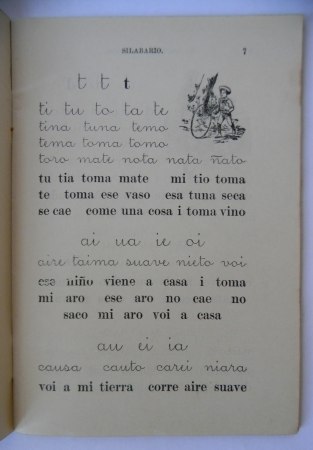 SILABARIO. 7
t t t
ti tu to ta te
tina tuna temo
tema toma tomo
toro mate nota nata ñato
tu tia toma mate mi tio toma
te toma ese vaso esa tuna seca
se cae come una cosa i toma vino
ai ua ie oi
aire taima suave nieto voi
ese niño viene a casa i toma
mi aro ese aro no cae no
saco mi aro voi a casa
au ei ia
causa cauto carei niara
voi a mi tierra corre aire suave